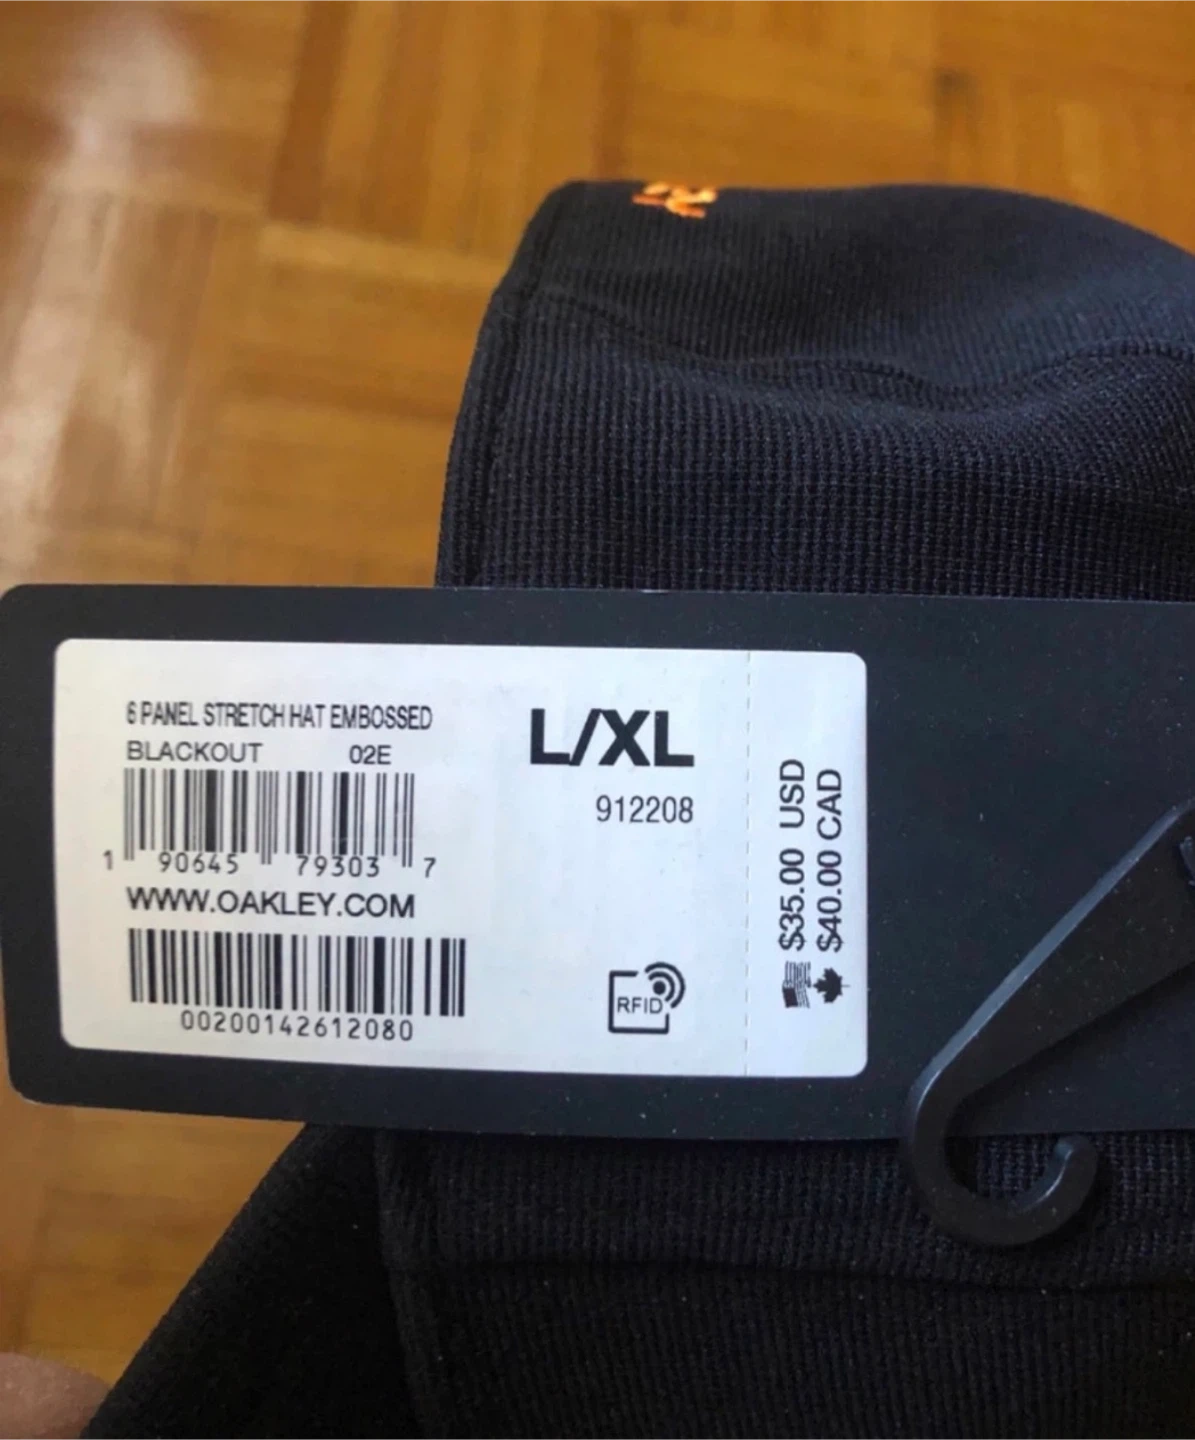 6 PANEL STRETCH HAT EMBOSSED
BLACKOUT 02E
1 90645 79303 7
WWW.OAKLEY.COM
00200142612080
L/XL
912208
RFID
$35.00 USD
$40.00 CAD